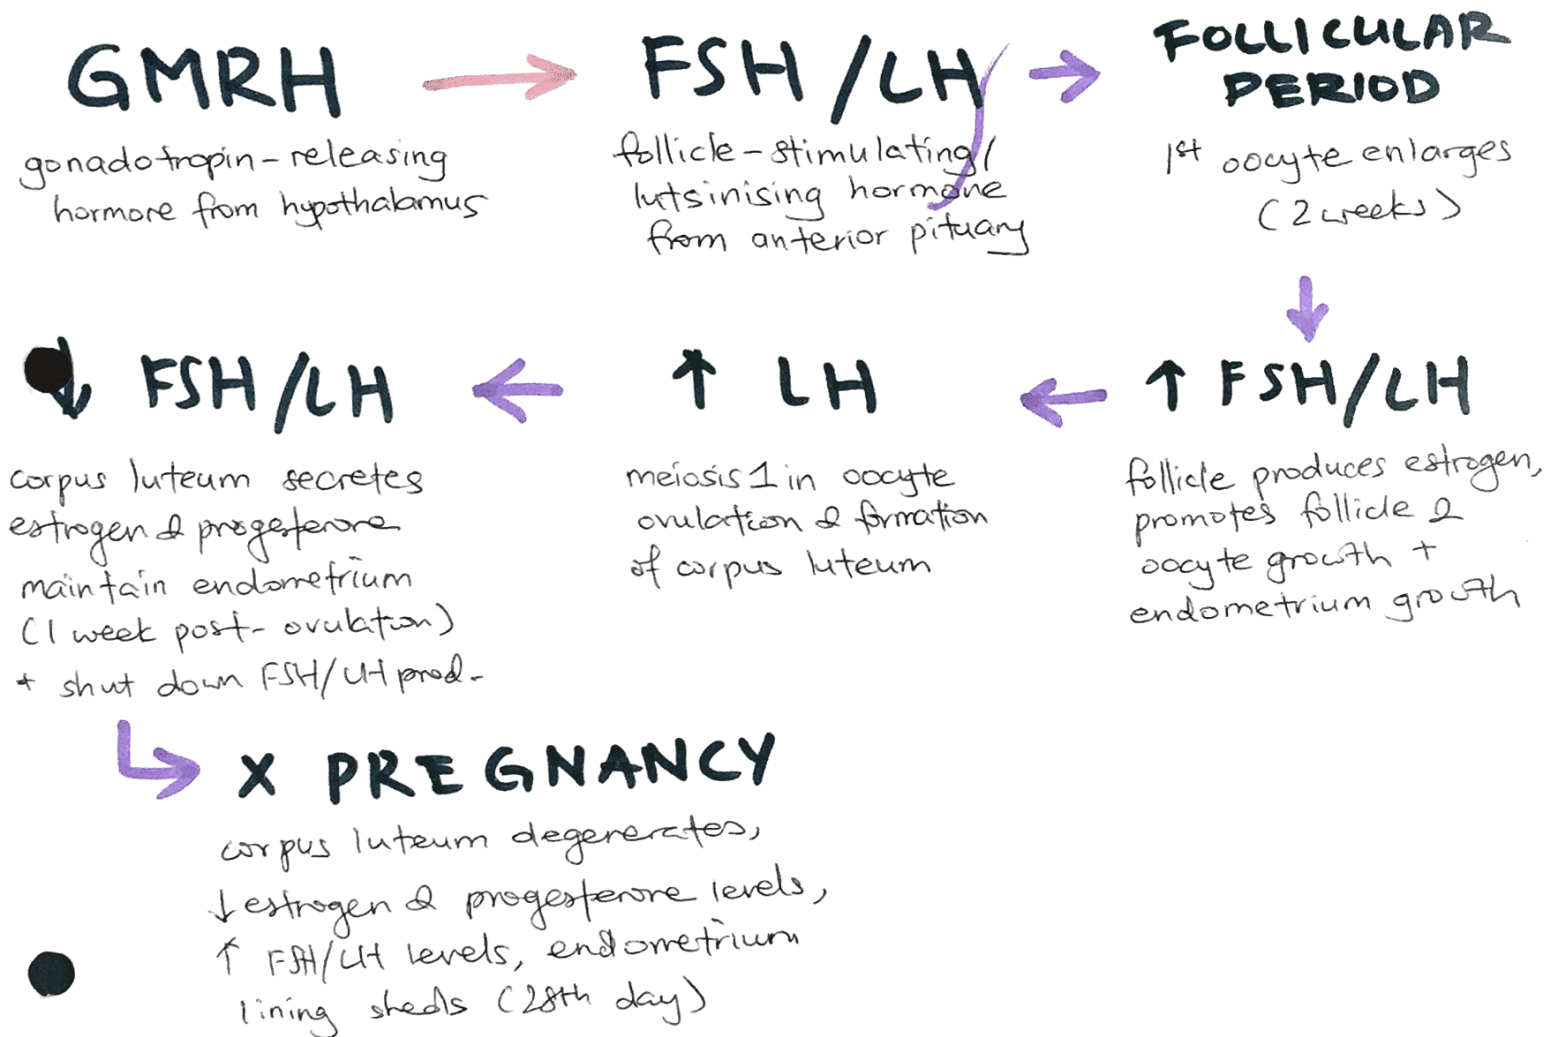 GMRH
gonadotropin-releasing
hormore from hypothalamus
FSH/LH
follicle-stimulating/
lutsinising hormone
from anterior pituary
FOLLICULAR
PERIOD
1st oocyte enlarges
(2 weeks)
↑ FSH/LH
follicle produces estrogen,
promotes follicle &
oocyte growth +
endometrium growth
↑ LH
meiosis 1 in oocyte
ovulation & formation
of corpus luteum
↓ FSH/LH
corpus luteum secretes
estrogen & progesterore
maintain endometrium
(1 week post-ovulation)
+ shut down FSH/LH prod-
X PREGNANCY
corpus luteum degenerates,
↓ estrogen & progesterore levels,
↑ FSH/LH levels, endometrium
lining sheds (28th day)